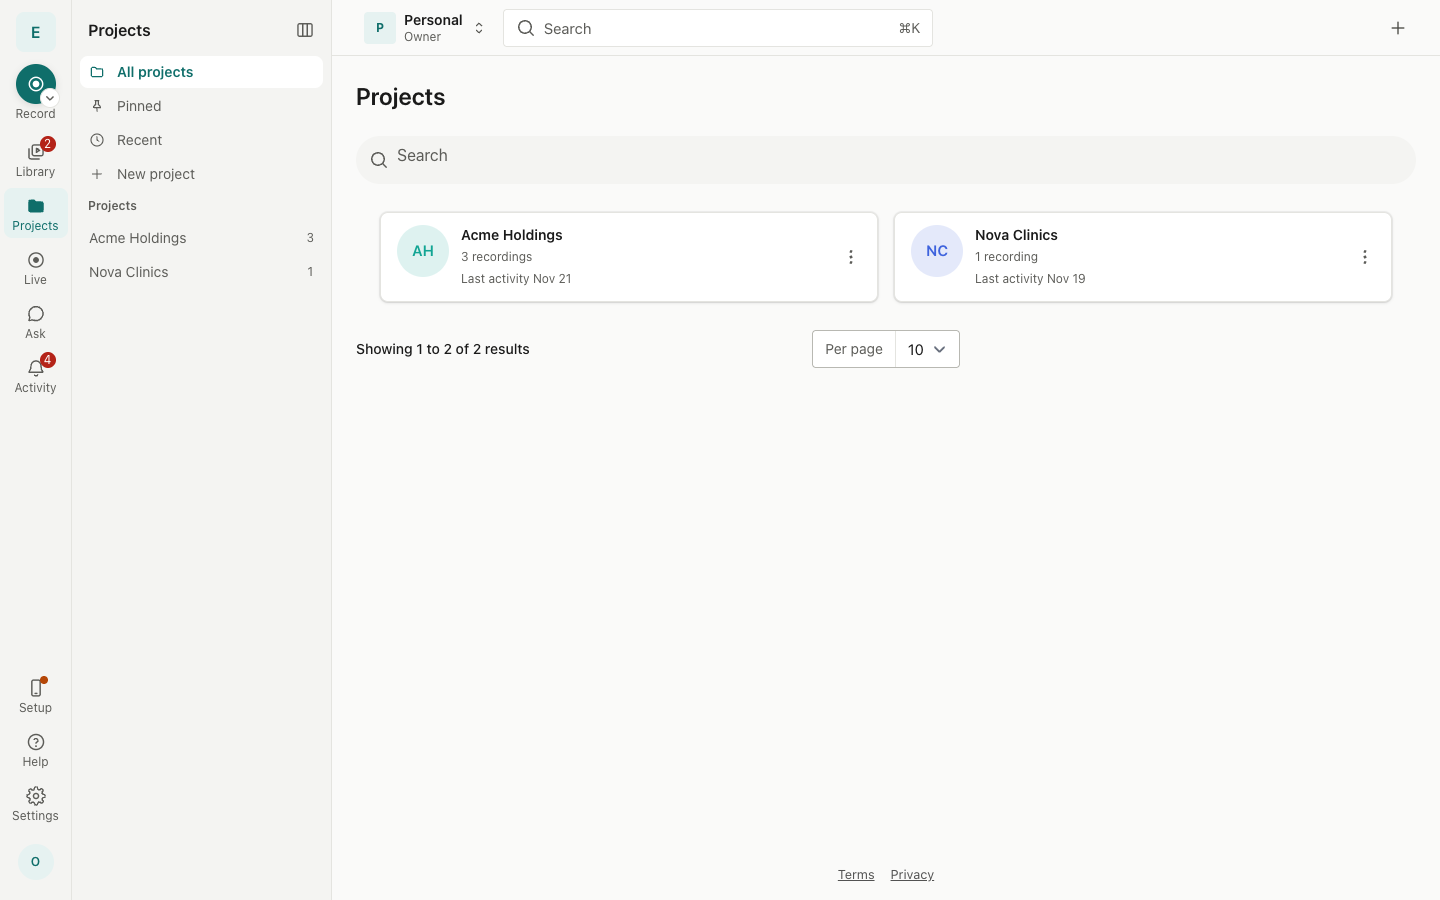 E
Record
2
Library
Projects
Live
Ask
4
Activity
Setup
Help
Settings
O
Projects
All projects
Pinned
Recent
New project
Projects
Acme Holdings 3
Nova Clinics 1
P
Personal
Owner
Search ⌘K
Projects
Search
AH
Acme Holdings
3 recordings
Last activity Nov 21
NC
Nova Clinics
1 recording
Last activity Nov 19
Showing 1 to 2 of 2 results
Per page 10
Terms Privacy